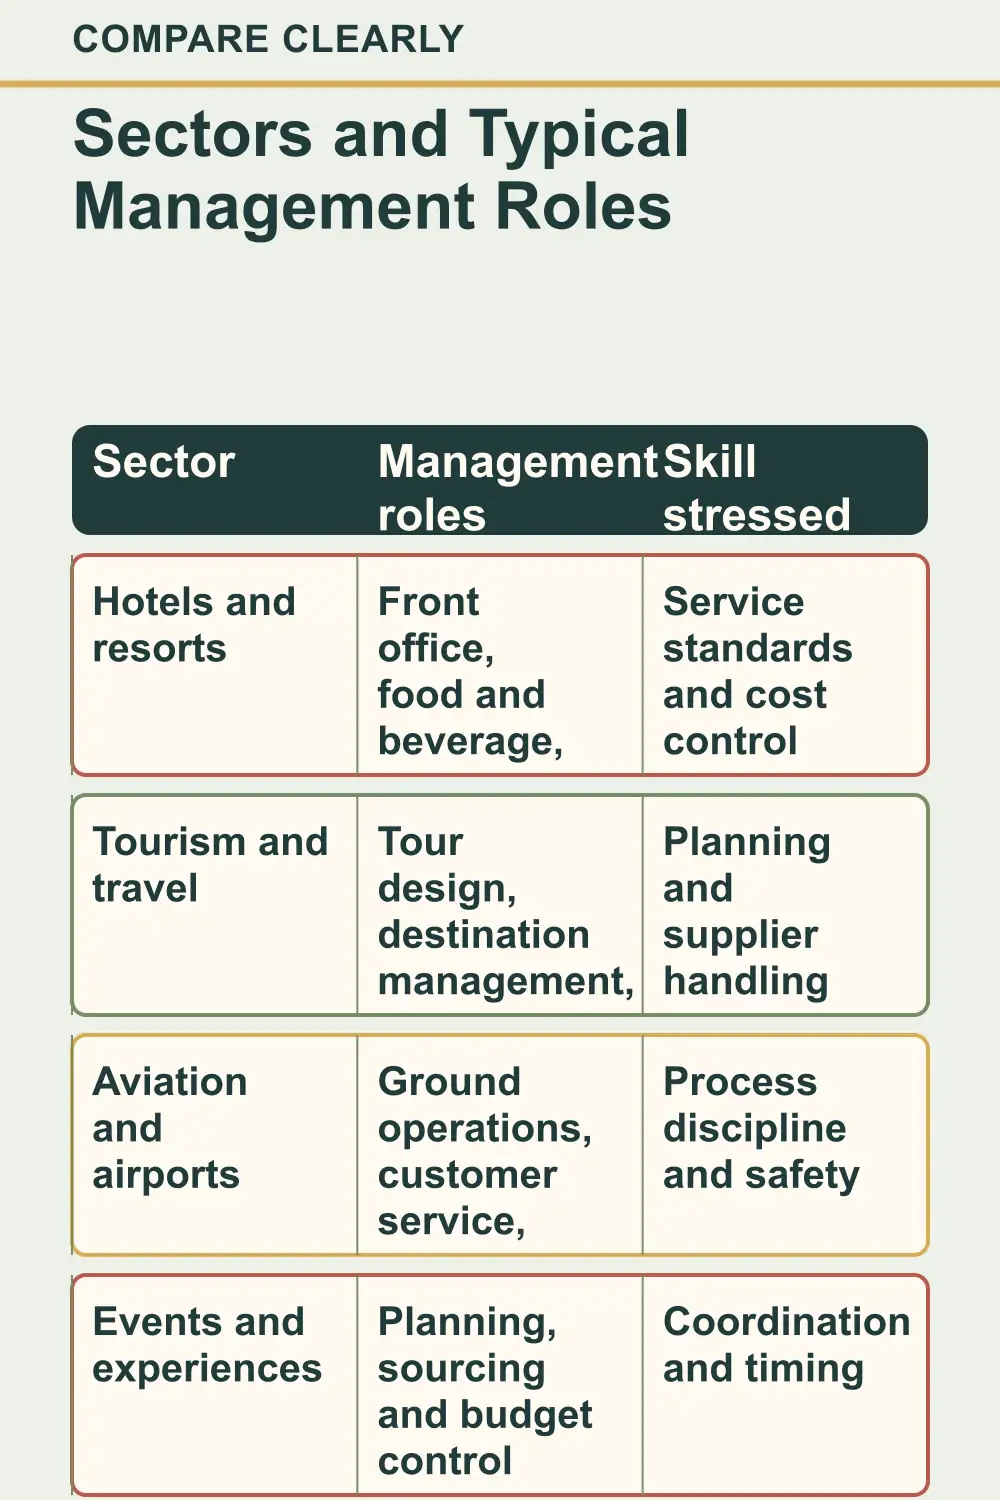 COMPARE CLEARLY
Sectors and Typical
Management Roles
Sector
Management
roles
Skill
stressed
Hotels and
resorts
Front
office,
food and
beverage,
Service
standards
and cost
control
Tourism and
travel
Tour
design,
destination
management,
Planning
and
supplier
handling
Aviation
and
airports
Ground
operations,
customer
service,
Process
discipline
and safety
Events and
experiences
Planning,
sourcing
and budget
control
Coordination
and timing